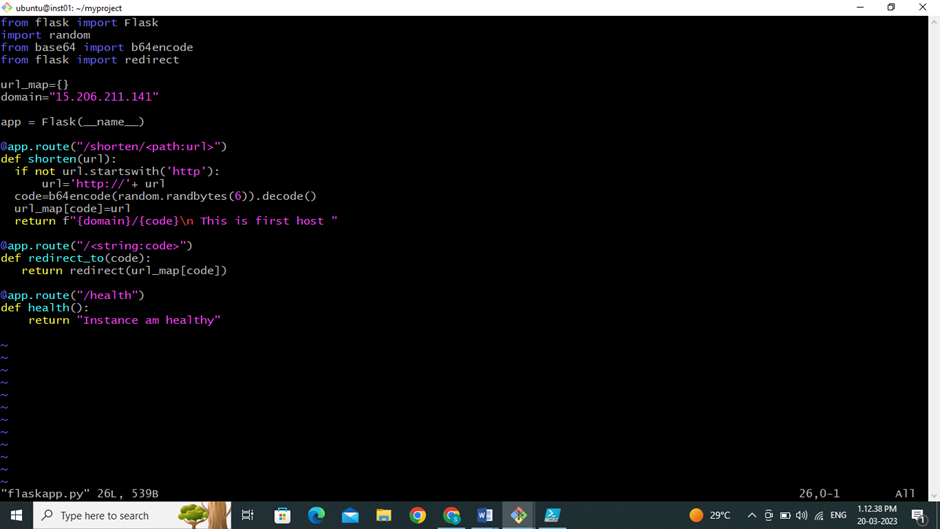 ubuntu@inst01: ~/myproject
from flask import Flask
import random
from base64 import b64encode
from flask import redirect
url_map={}
domain="15.206.211.141"
app = Flask(__name__)
@app.route("/shorten/<path:url>")
def shorten(url):
  if not url.startswith('http'):
      url='http://'+ url
  code=b64encode(random.randbytes(6)).decode()
  url_map[code]=url
  return f"{domain}/{code}\n This is first host "
@app.route("/<string:code>")
def redirect_to(code):
   return redirect(url_map[code])
@app.route("/health")
def health():
    return "Instance am healthy"
~
~
~
~
~
~
~
~
~
~
~
~
"flaskapp.py" 26L, 539B 26,0-1 All
Type here to search 29°C ENG 1.12.38 PM
20-03-2023 1